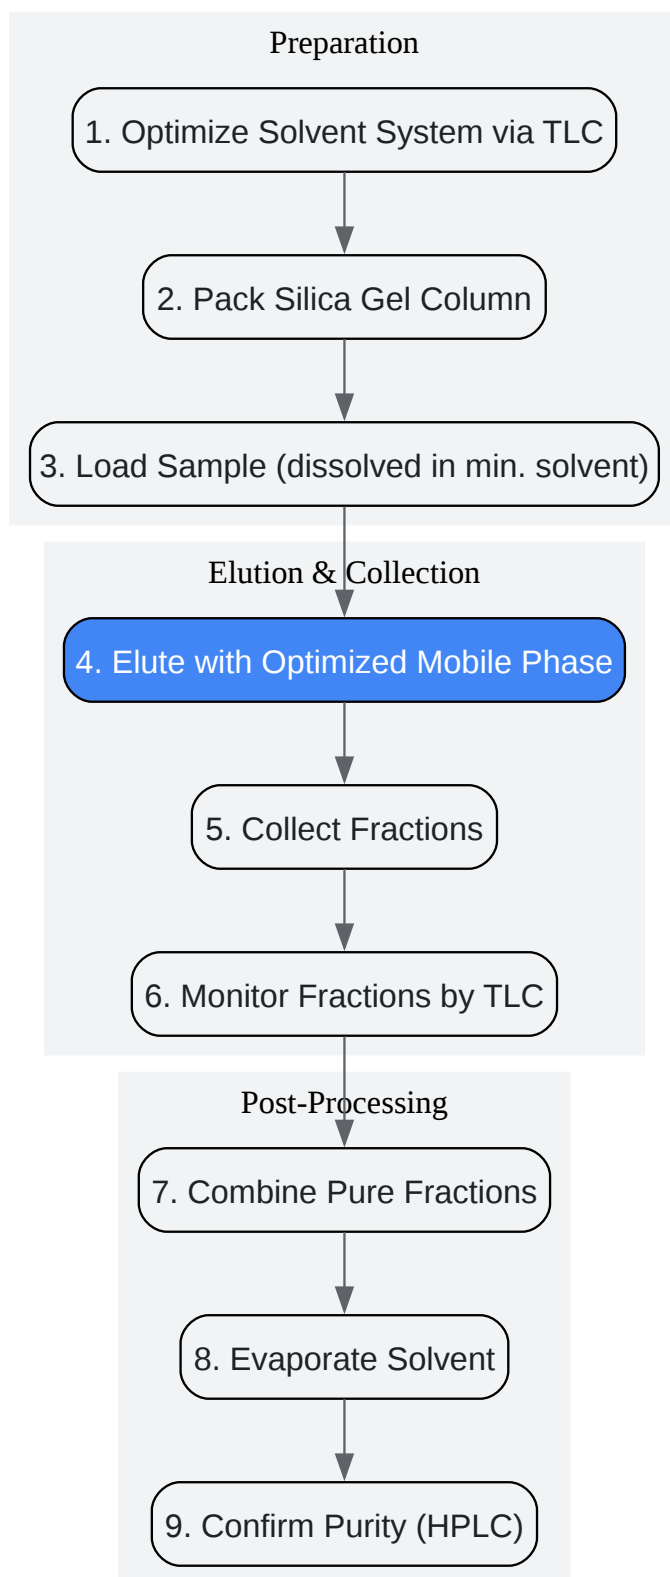 Preparation
1. Optimize Solvent System via TLC
2. Pack Silica Gel Column
3. Load Sample (dissolved in min. solvent)
Elution & Collection
4. Elute with Optimized Mobile Phase
5. Collect Fractions
6. Monitor Fractions by TLC
Post-Processing
7. Combine Pure Fractions
8. Evaporate Solvent
9. Confirm Purity (HPLC)